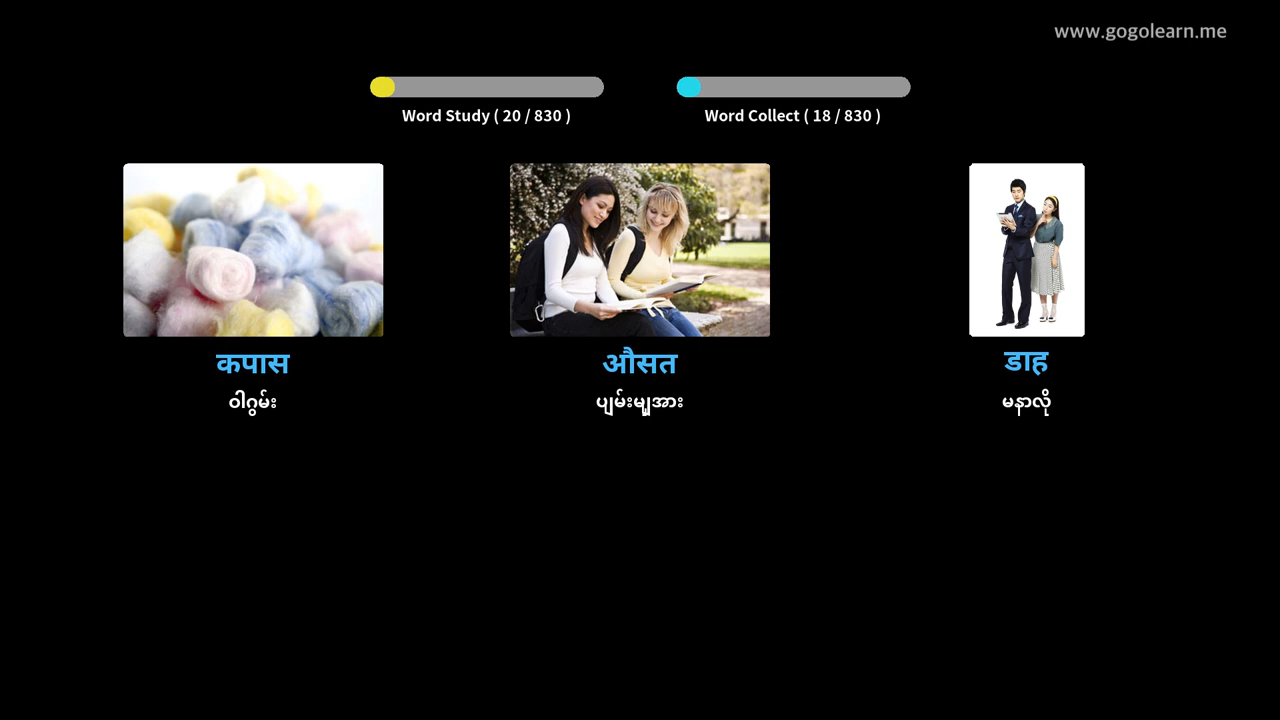 www.gogolearn.me
Word Study ( 20 / 830 )
Word Collect ( 18 / 830 )
कपास
औसत
डाह
ဝါဂွမ်း
ပျမ်းမျှအား
မနာလို